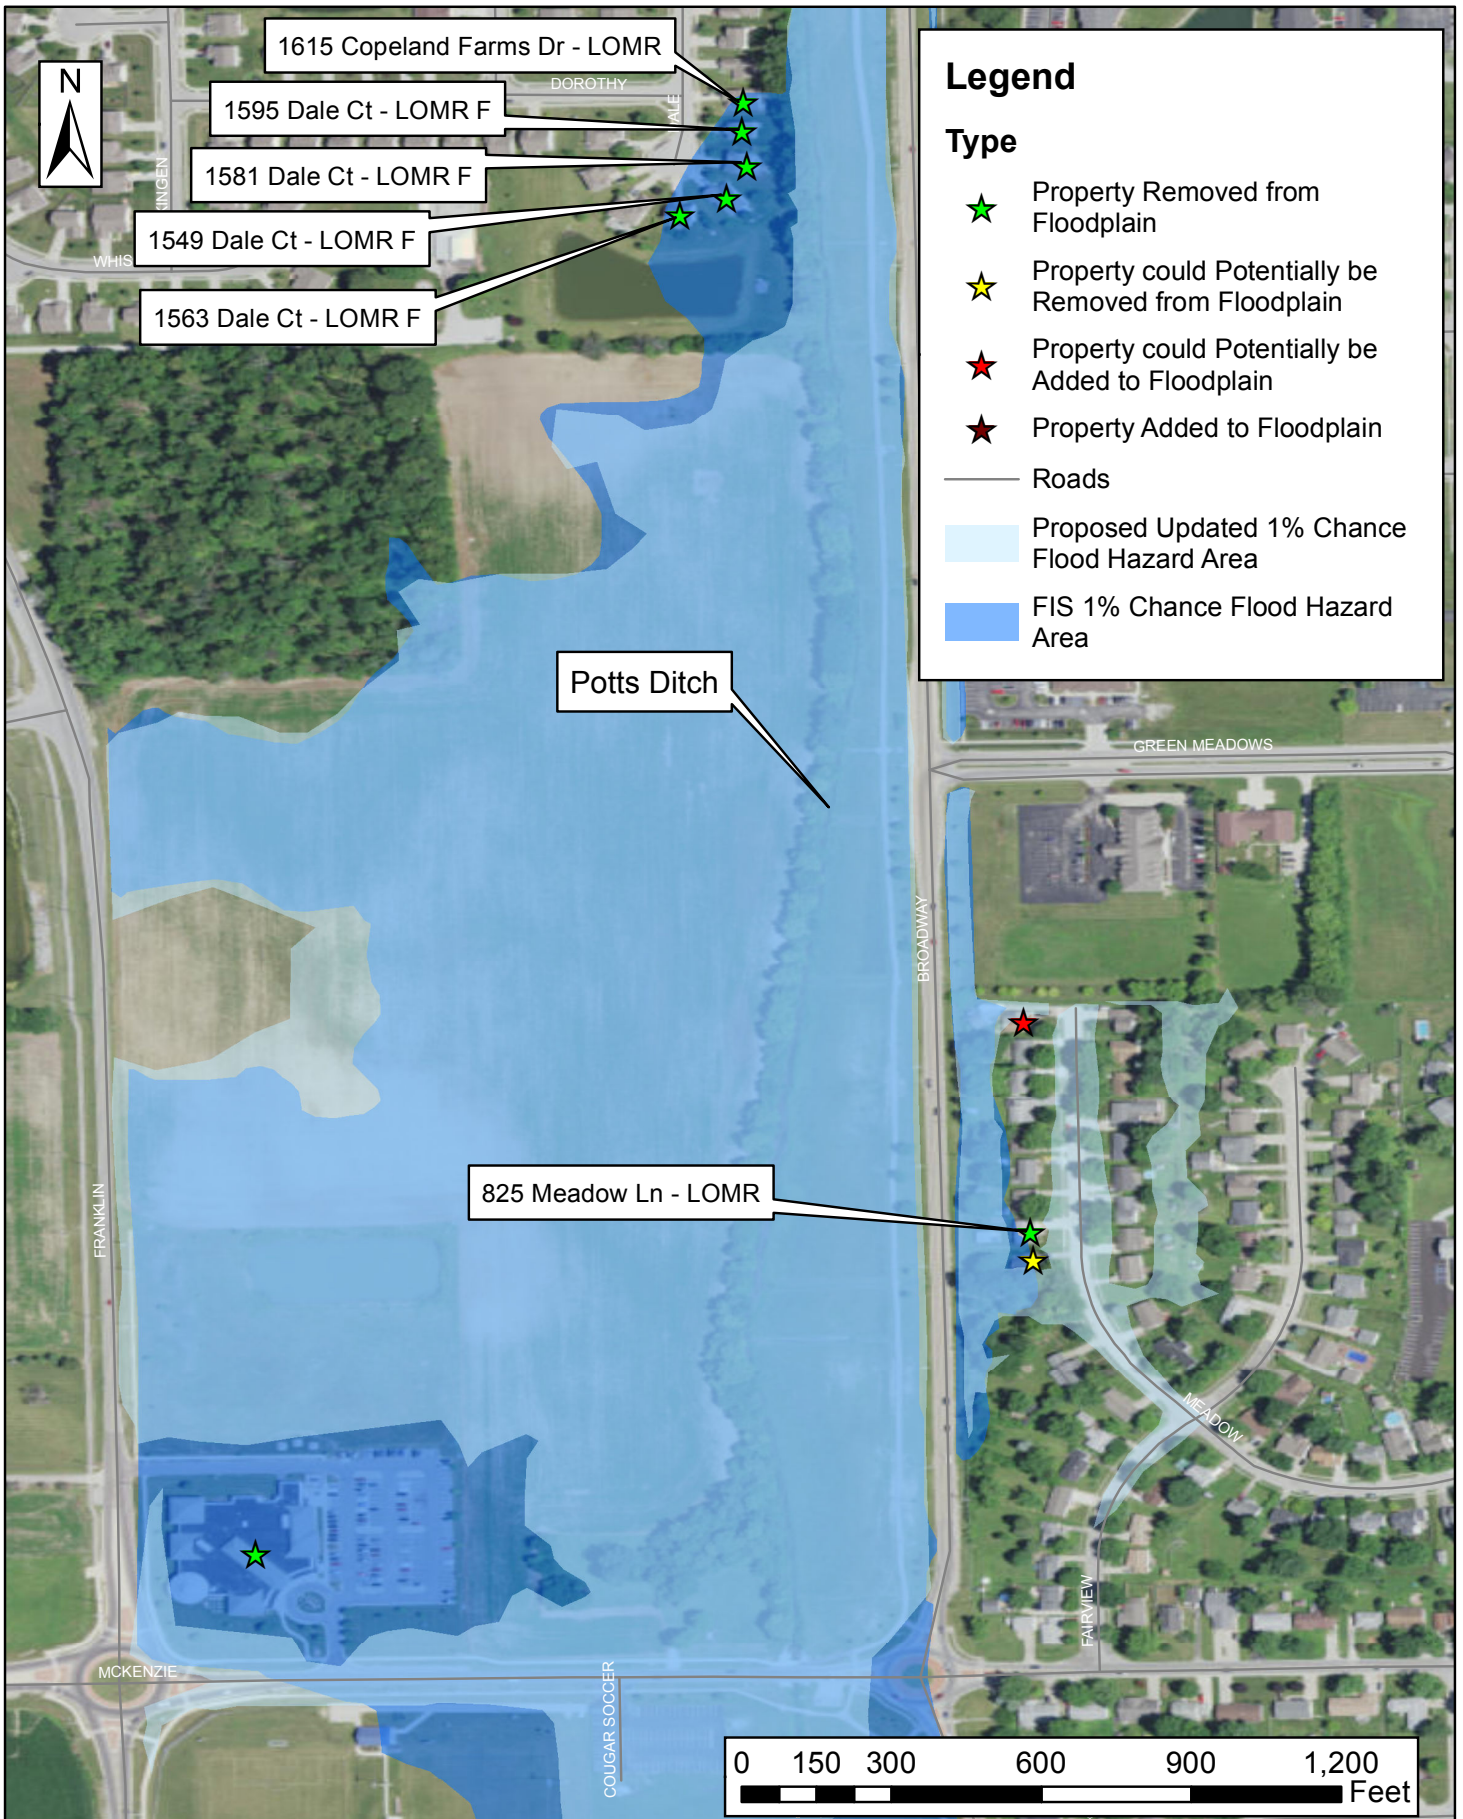 1615 Copeland Farms Dr - LOMR
N
DOROTHY
1595 Dale Ct - LOMR F
DALE
1581 Dale Ct - LOMR F
KINGEN
1549 Dale Ct - LOMR F
WHIS
1563 Dale Ct - LOMR F
Legend
Type
Property Removed from
Floodplain
Property could Potentially be
Removed from Floodplain
Property could Potentially be
Added to Floodplain
Property Added to Floodplain
Roads
Proposed Updated 1% Chance
Flood Hazard Area
FIS 1% Chance Flood Hazard
Area
Potts Ditch
GREEN MEADOWS
BROADWAY
825 Meadow Ln - LOMR
FRANKLIN
MEADOW
FAIRVIEW
MCKENZIE
COUGAR SOCCER
0 150 300 600 900 1,200
Feet